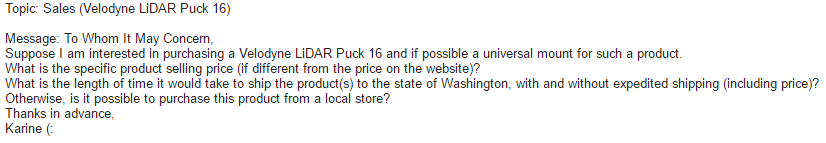 Topic: Sales (Velodyne LiDAR Puck 16)
Message: To Whom It May Concern,
Suppose I am interested in purchasing a Velodyne LiDAR Puck 16 and if possible a universal mount for such a product.
What is the specific product selling price (if different from the price on the website)?
What is the length of time it would take to ship the product(s) to the state of Washington, with and without expedited shipping (including price)?
Otherwise, is it possible to purchase this product from a local store?
Thanks in advance,
Karine (: